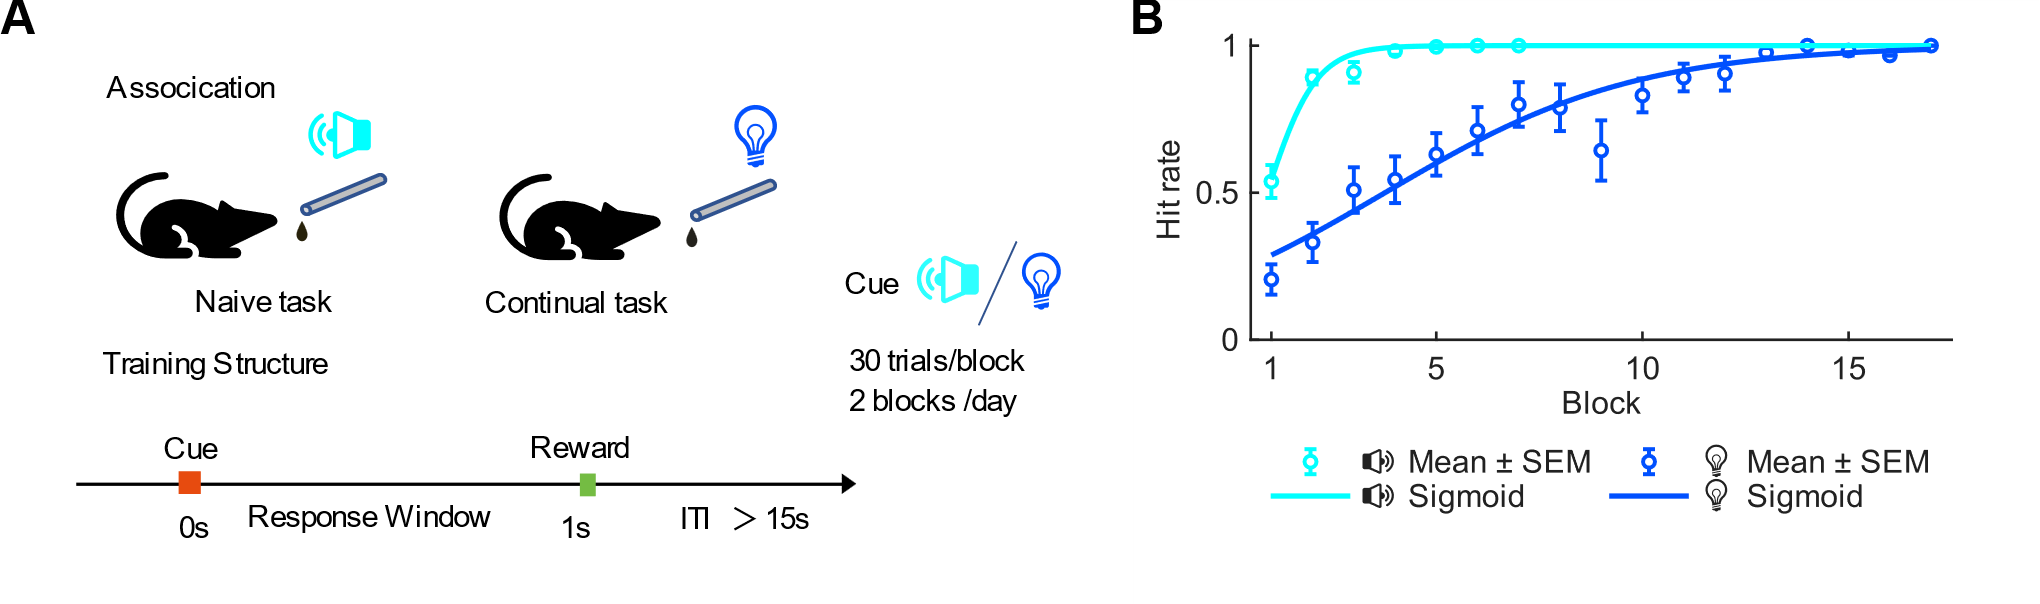 A
Associcatioin
Naive task
Continual task
Cue
30 trials/block
2 blocks /day
Training Structure
Cue
Reward
0s
Response Window
1s
ITI > 15s
B
Hit rate
1
0.5
0
1
5
10
15
Block
Mean ± SEM
Mean ± SEM
Sigmoid
Sigmoid